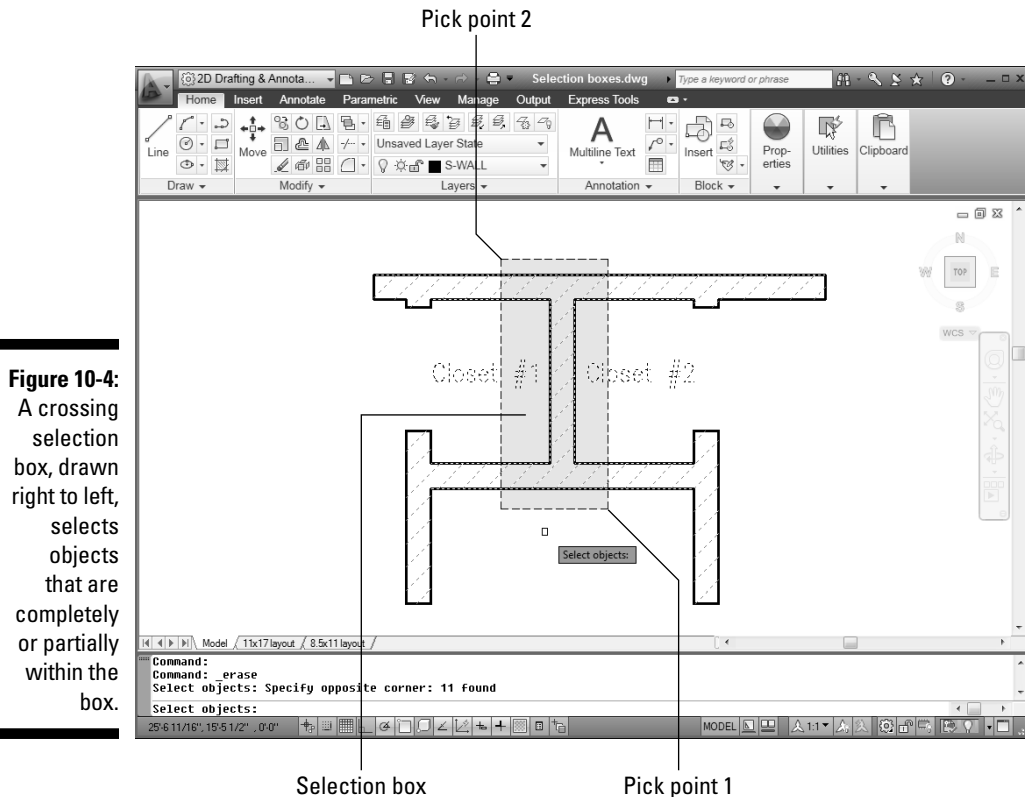 Pick point 2
2D Drafting & Annota...
Selection boxes.dwg
Type a keyword or phrase
Home Insert Annotate Parametric View Manage Output Express Tools
Line
Move
Unsaved Layer State
S-WALL
A
Multiline Text
Insert
Prop-
erties
Utilities
Clipboard
Draw
Modify
Layers
Annotation
Block
N
W
TOP
E
S
WCS
Closet #1
Closet #2
Figure 10-4:
A crossing
selection
box, drawn
right to left,
selects
objects
that are
completely
or partially
within the
box.
Select objects:
Model / 11x17 layout / 8.5x11 layout /
Command:
Command: _erase
Select objects: Specify opposite corner: 11 found
Select objects:
25'-6 11/16", 15'-5 1/2" , 0'-0"
MODEL
1:1
Selection box
Pick point 1